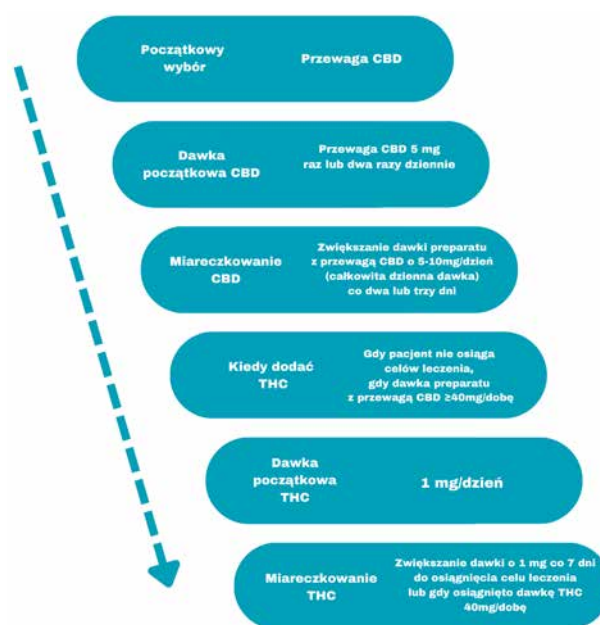 Początkowy
wybór
Przewaga CBD
Dawka
początkowa CBD
Przewaga CBD 5 mg
raz lub dwa razy dziennie
Miareczkowanie
CBD
Zwiększanie dawki preparatu
z przewagą CBD o 5-10mg/dzień
(całkowita dzienna dawka)
co dwa lub trzy dni
Kiedy dodać
THC
Gdy pacjent nie osiąga
celów leczenia,
gdy dawka preparatu
z przewagą CBD ≥40mg/dobę
Dawka
początkowa
THC
1 mg/dzień
Miareczkowanie
THC
Zwiększanie dawki o 1 mg co 7 dni
do osiągnięcia celu leczenia
lub gdy osiągnięto dawkę THC
40mg/dobę